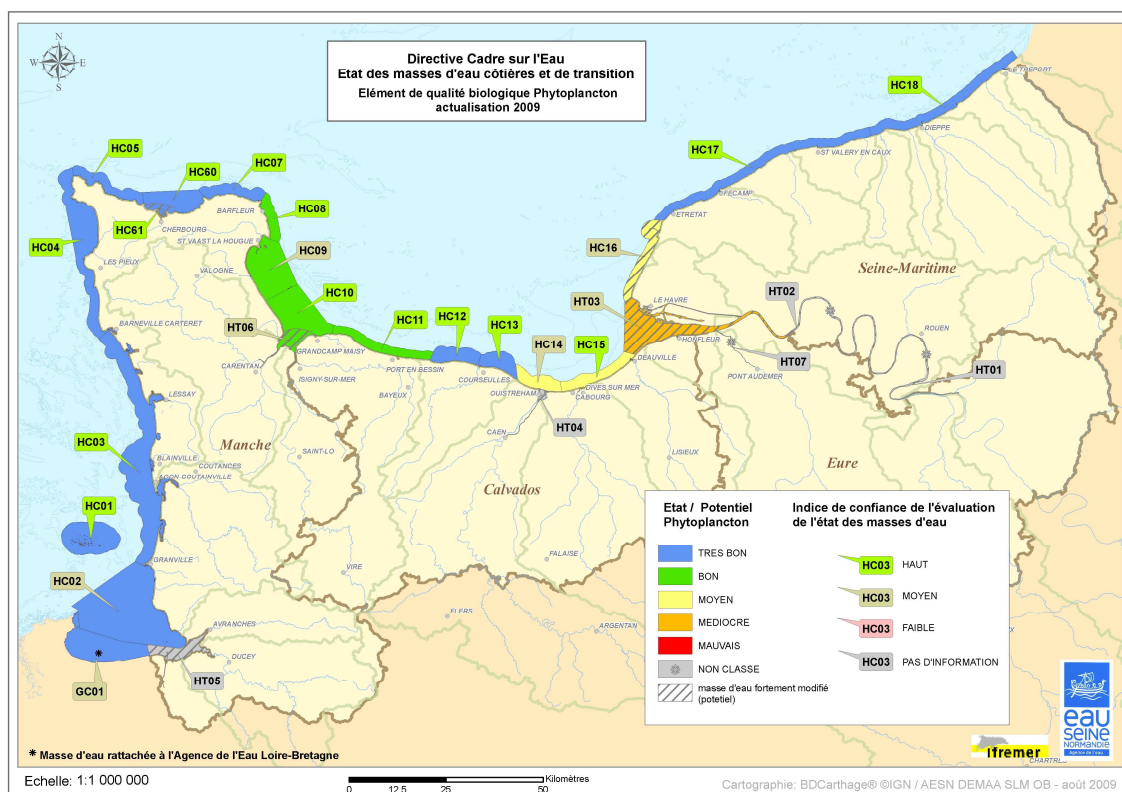 Directive Cadre sur l'Eau
Etat des masses d'eau côtières et de transition
Elément de qualité biologique Phytoplancton
actualisation 2009
N
W
E
S
LE TREPORT
HC18
DIEPPE
HC17
ST VALERY EN CAUX
FECAMP
ETRETAT
HC05
HC60
HC07
HC08
BARFLEUR
HC61
CHERBOURG
HC04
ST VAAST LA HOUGUE
HC09
HC16
LES PIEUX
VALOGNE
Seine-Maritime
HC10
HT03
LE HAVRE
HT02
HT06
HC11
HC12
HC13
BARNEVILLE CARTERET
HC14
HC15
HONFLEUR
ROUEN
GRANDCAMP MAISY
PORT EN BESSIN
DEAUVILLE
HT07
CARENTAN
ISIGNY-SUR-MER
COURSEULLES
DIVES SUR MER
PONT AUDEMER
HT01
LESSAY
BAYEUX
OUISTREHAM
CABOURG
HT04
CAEN
HC03
Manche
BLAINVILLE
COUTANCES
SAINT-LO
LISIEUX
Eure
AGON-COUTAINVILLE
Calvados
HC01
GRANVILLE
VIRE
FALAISE
HC02
FLERS
ARGENTAN
AVRANCHES
DUCEY
HT05
GC01
Etat / Potentiel
Phytoplancton
TRES BON
BON
MOYEN
MEDIOCRE
MAUVAIS
NON CLASSE
masse d'eau fortement modifié
(potetiel)
Indice de confiance de l'évaluation
de l'état des masses d'eau
HC03 HAUT
HC03 MOYEN
HC03 FAIBLE
HC03 PAS D'INFORMATION
eau
SEINE
NORMANDIE
Agence de l'eau
Ifremer
CHARTRES
* Masse d'eau rattachée à l'Agence de l'Eau Loire-Bretagne
Echelle: 1:1 000 000
Kilomètres
0 12,5 25 50
Cartographie: BDCarthage® ©IGN / AESN DEMAA SLM OB - août 2009